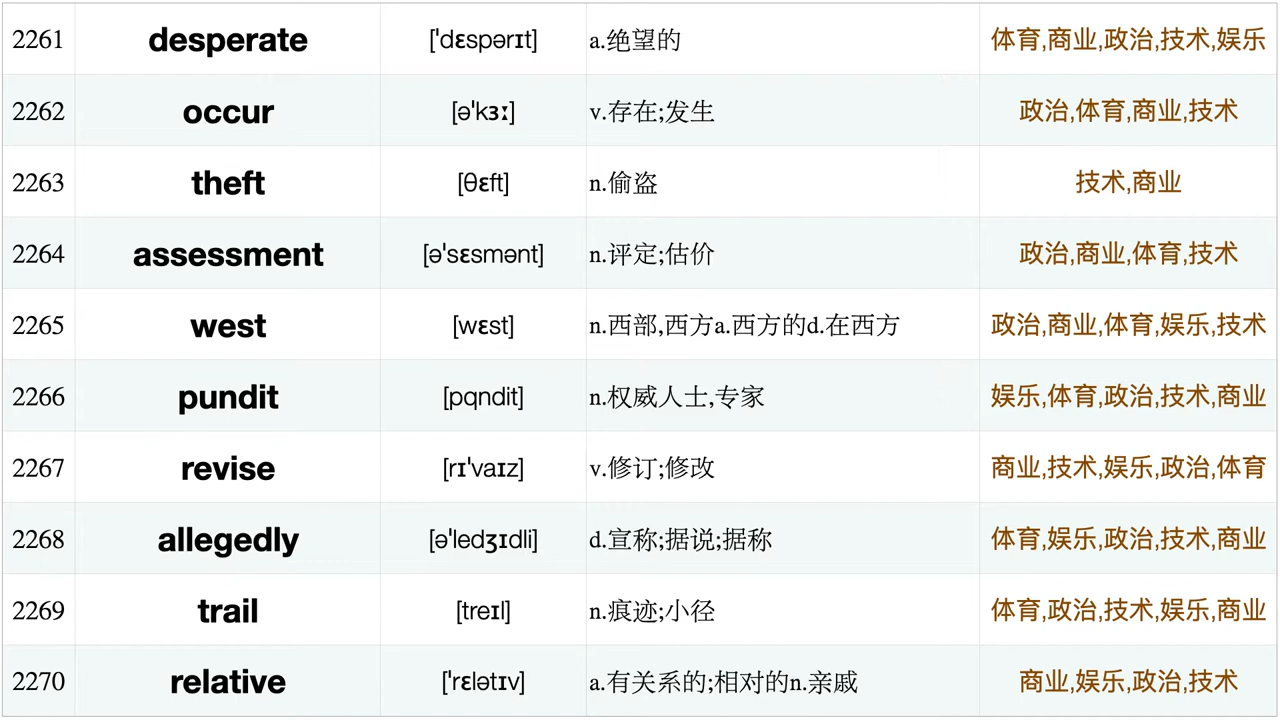 2261 desperate ['dɛspərɪt] a.绝望的 体育,商业,政治,技术,娱乐
2262 occur [ə'kɜː] v.存在;发生 政治,体育,商业,技术
2263 theft [θɛft] n.偷盗 技术,商业
2264 assessment [ə'sɛsmənt] n.评定;估价 政治,商业,体育,技术
2265 west [wɛst] n.西部,西方a.西方的d.在西方 政治,商业,体育,娱乐,技术
2266 pundit [pqndit] n.权威人士,专家 娱乐,体育,政治,技术,商业
2267 revise [rɪ'vaɪz] v.修订;修改 商业,技术,娱乐,政治,体育
2268 allegedly [ə'ledʒɪdli] d.宣称;据说;据称 体育,娱乐,政治,技术,商业
2269 trail [treɪl] n.痕迹;小径 体育,政治,技术,娱乐,商业
2270 relative ['rɛlətɪv] a.有关系的;相对的n.亲戚 商业,娱乐,政治,技术